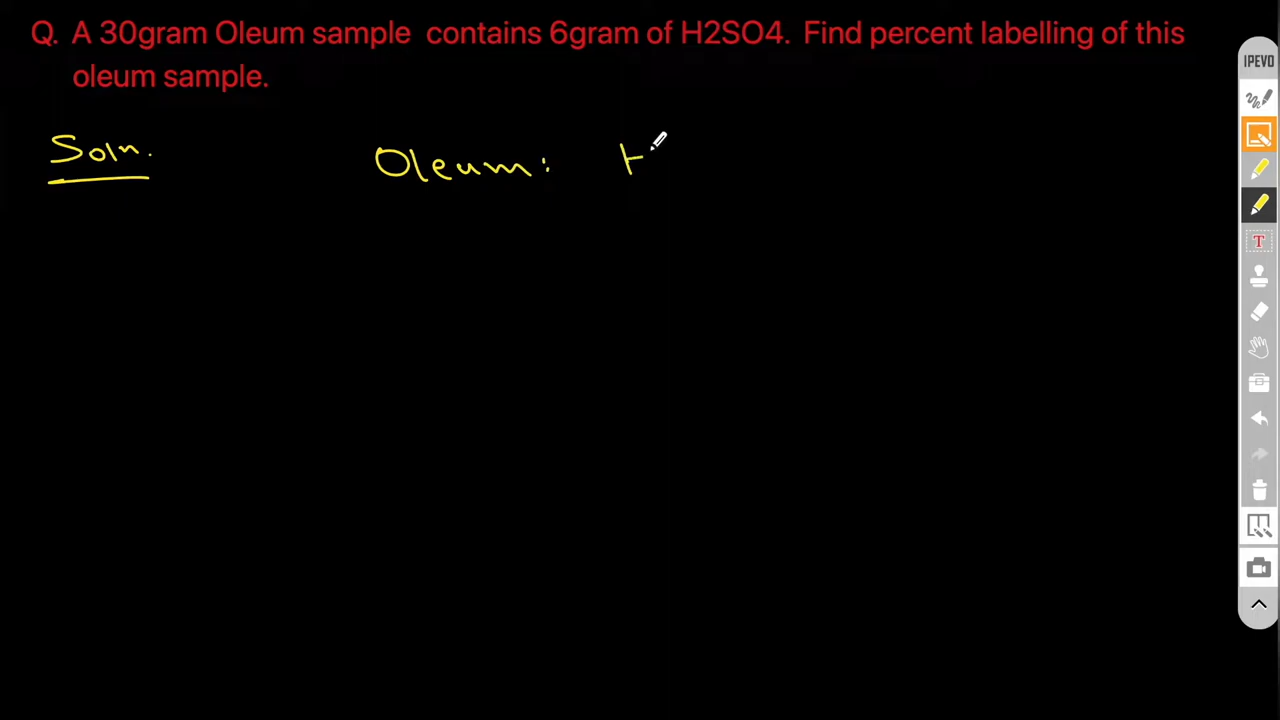 Q. A 30gram Oleum sample contains 6gram of H2SO4. Find percent labelling of this
oleum sample.
IPEVO
Soln.
Oleum: H
T